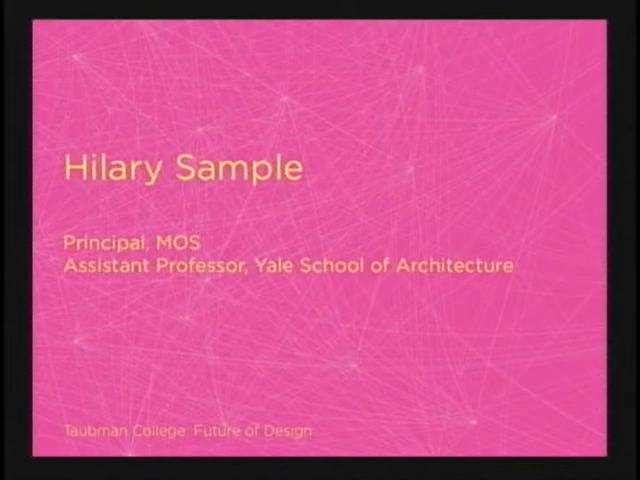 Hilary Sample
Principal, MOS
Assistant Professor, Yale School of Architecture
Taubman College: Future of Design